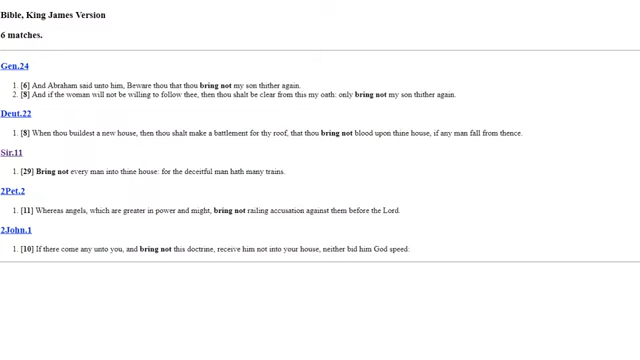 Bible, King James Version
6 matches.
Gen.24
1. [6] And Abraham said unto him, Beware thou that thou bring not my son thither again.
2. [8] And if the woman will not be willing to follow thee, then thou shalt be clear from this my oath: only bring not my son thither again.
Deut.22
1. [8] When thou buildest a new house, then thou shalt make a battlement for thy roof, that thou bring not blood upon thine house, if any man fall from thence.
Sir.11
1. [29] Bring not every man into thine house: for the deceitful man hath many trains.
2Pet.2
1. [11] Whereas angels, which are greater in power and might, bring not railing accusation against them before the Lord.
2John.1
1. [10] If there come any unto you, and bring not this doctrine, receive him not into your house, neither bid him God speed: